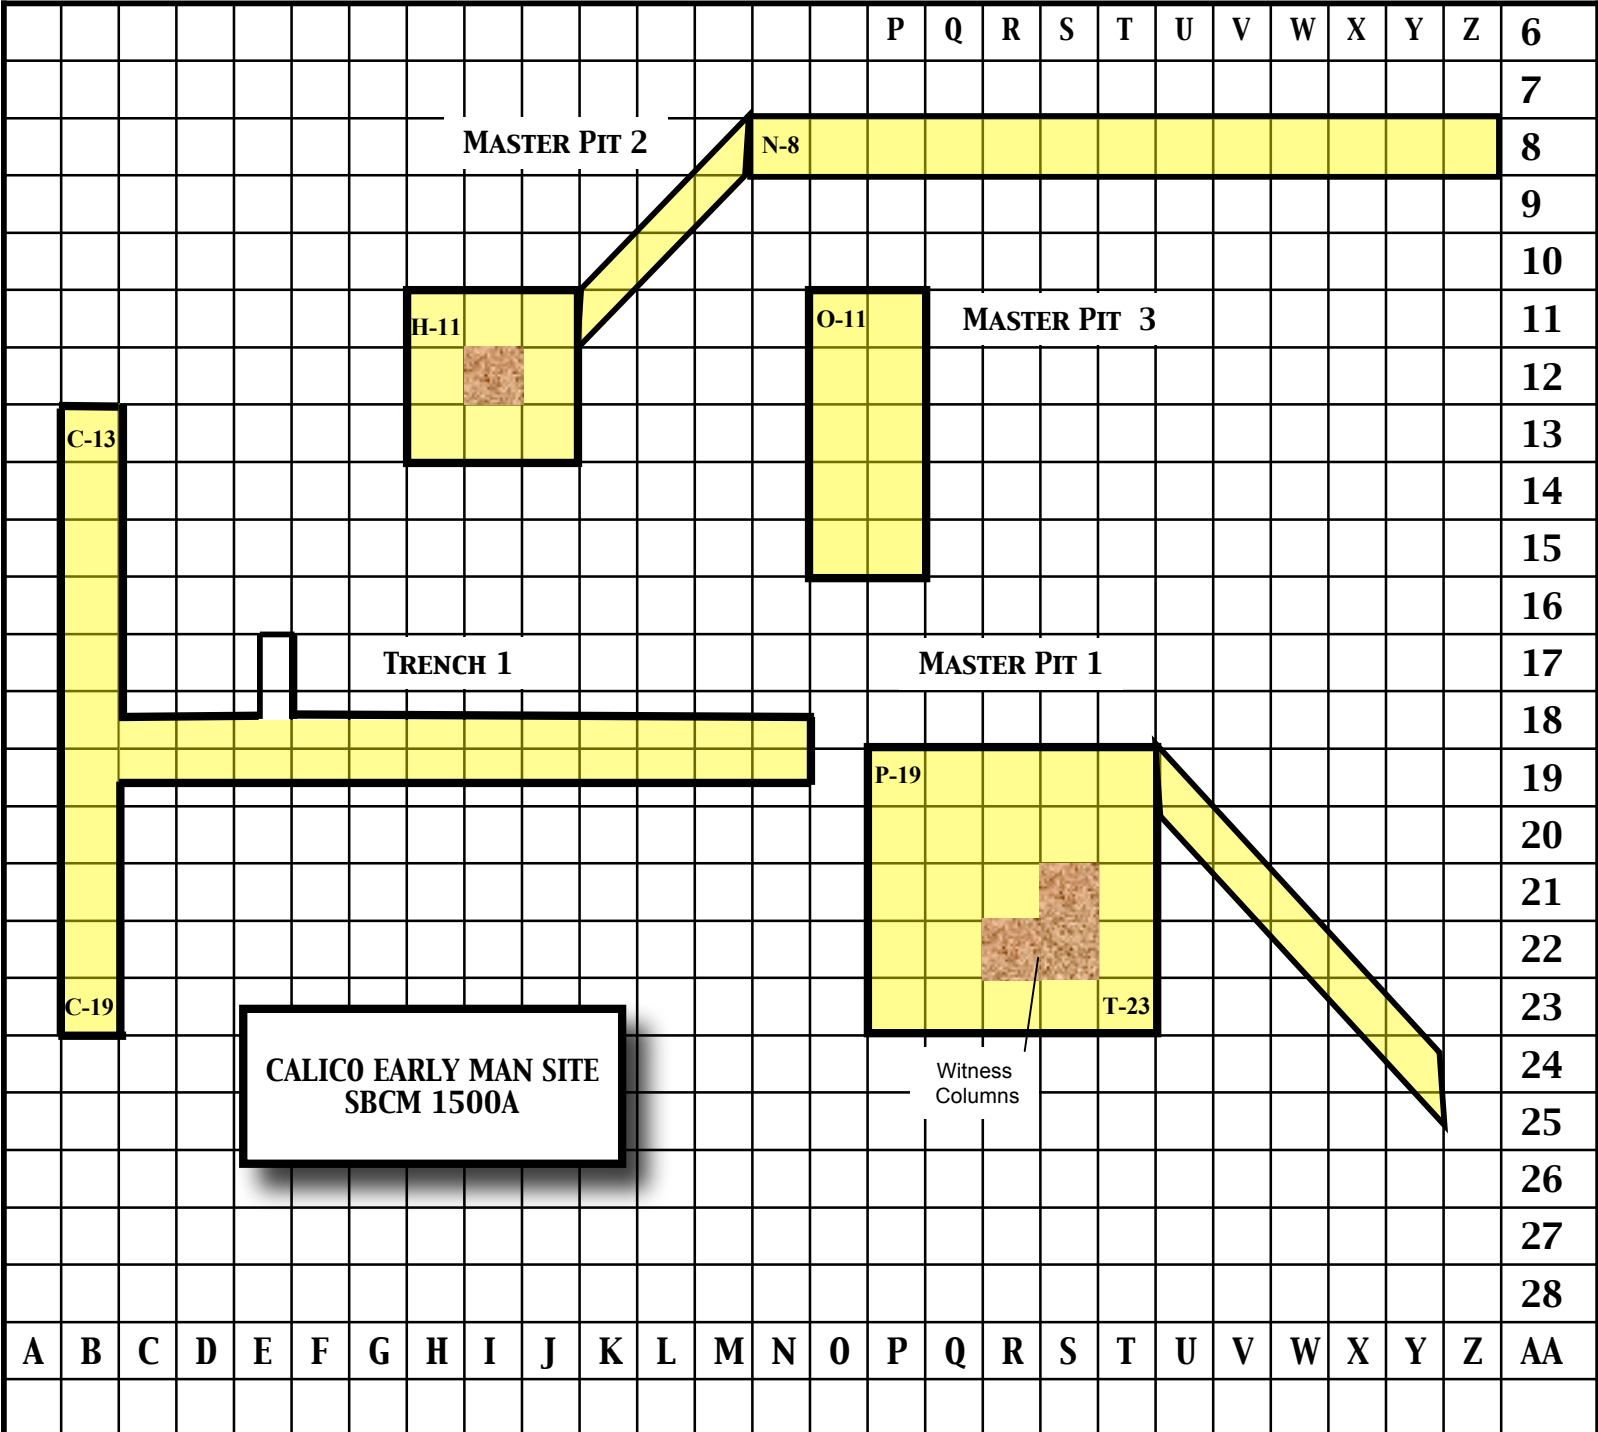 P Q R S T U V W X Y Z 6
7
MASTER PIT 2 N-8 8
9
10
H-11 O-11 MASTER PIT 3 11
12
C-13 13
14
15
16
TRENCH 1 MASTER PIT 1 17
18
P-19 19
20
21
22
C-19 T-23 23
CALICO EARLY MAN SITE
SBCM 1500A
Witness
Columns
24
25
26
27
28
A B C D E F G H I J K L M N O P Q R S T U V W X Y Z AA